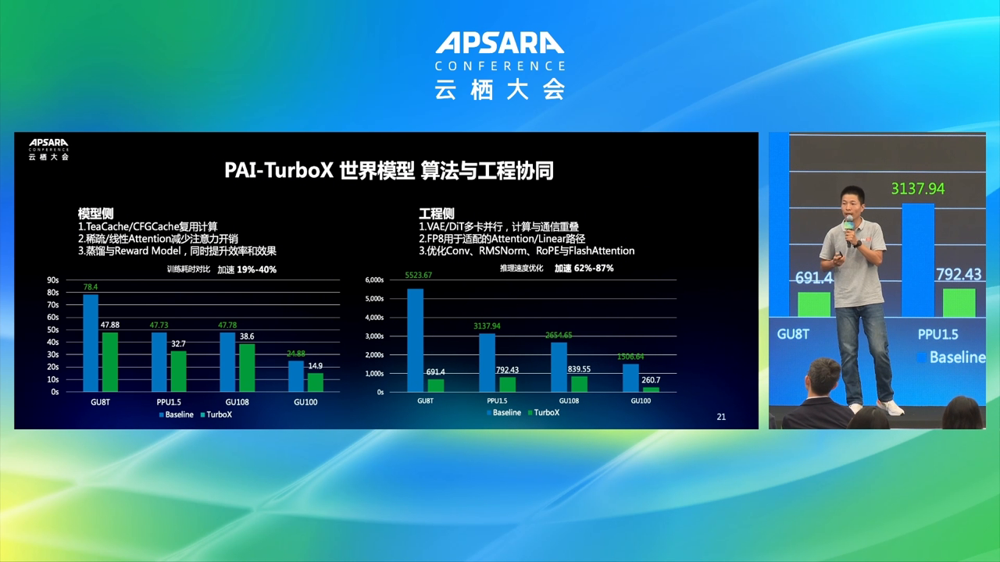 APSARA
CONFERENCE
云栖大会
APSARA
CONFERENCE
云栖大会
PAI-TurboX 世界模型 算法与工程协同
模型侧
1.TeaCache/CFGCache复用计算
2.稀疏/线性Attention减少注意力开销
3.蒸馏与Reward Model，同时提升效率和效果
工程侧
1.VAE/DiT多卡并行，计算与通信重叠
2.FP8用于适配的Attention/Linear路径
3.优化Conv、RMSNorm、RoPE与FlashAttention
训练耗时对比 加速 19%-40%
90s
80s
70s
60s
50s
40s
30s
20s
10s
0s
78.4
47.88
47.73
32.7
47.78
38.6
24.88
14.9
GU8T PPU1.5 GU108 GU100
Baseline TurboX
推理速度优化 加速 62%-87%
6,000s
5,000s
4,000s
3,000s
2,000s
1,000s
0s
5523.67
691.4
3137.94
792.43
2654.65
839.55
1506.64
260.7
GU8T PPU1.5 GU108 GU100
Baseline TurboX
21
3137.94
691.4
792.43
GU8T PPU1.5
Baseline